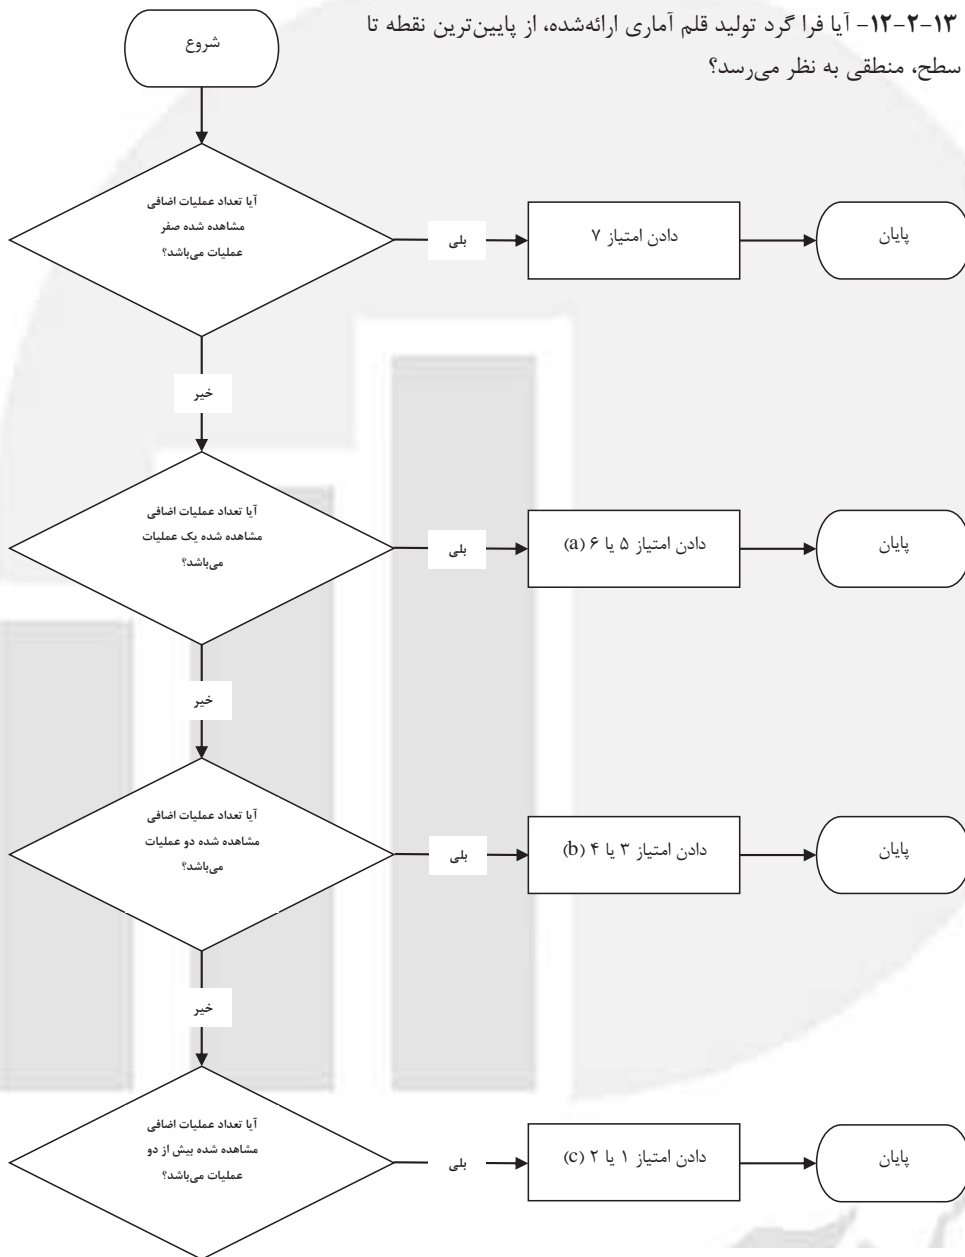 ۱۳-۲-۱۲- آیا فرا گرد تولید قلم آماری ارائه‌شده، از پایین‌ترین نقطه تا
سطح، منطقی به نظر می‌رسد؟
شروع
آیا تعداد عملیات اضافی
مشاهده شده صفر
عملیات می‌باشد؟
بلی
دادن امتیاز ۷
پایان
خیر
آیا تعداد عملیات اضافی
مشاهده شده یک عملیات
می‌باشد؟
بلی
دادن امتیاز ۵ یا ۶ (a)
پایان
خیر
آیا تعداد عملیات اضافی
مشاهده شده دو عملیات
می‌باشد؟
بلی
دادن امتیاز ۳ یا ۴ (b)
پایان
خیر
آیا تعداد عملیات اضافی
مشاهده شده بیش از دو
عملیات می‌باشد؟
بلی
دادن امتیاز ۱ یا ۲ (c)
پایان